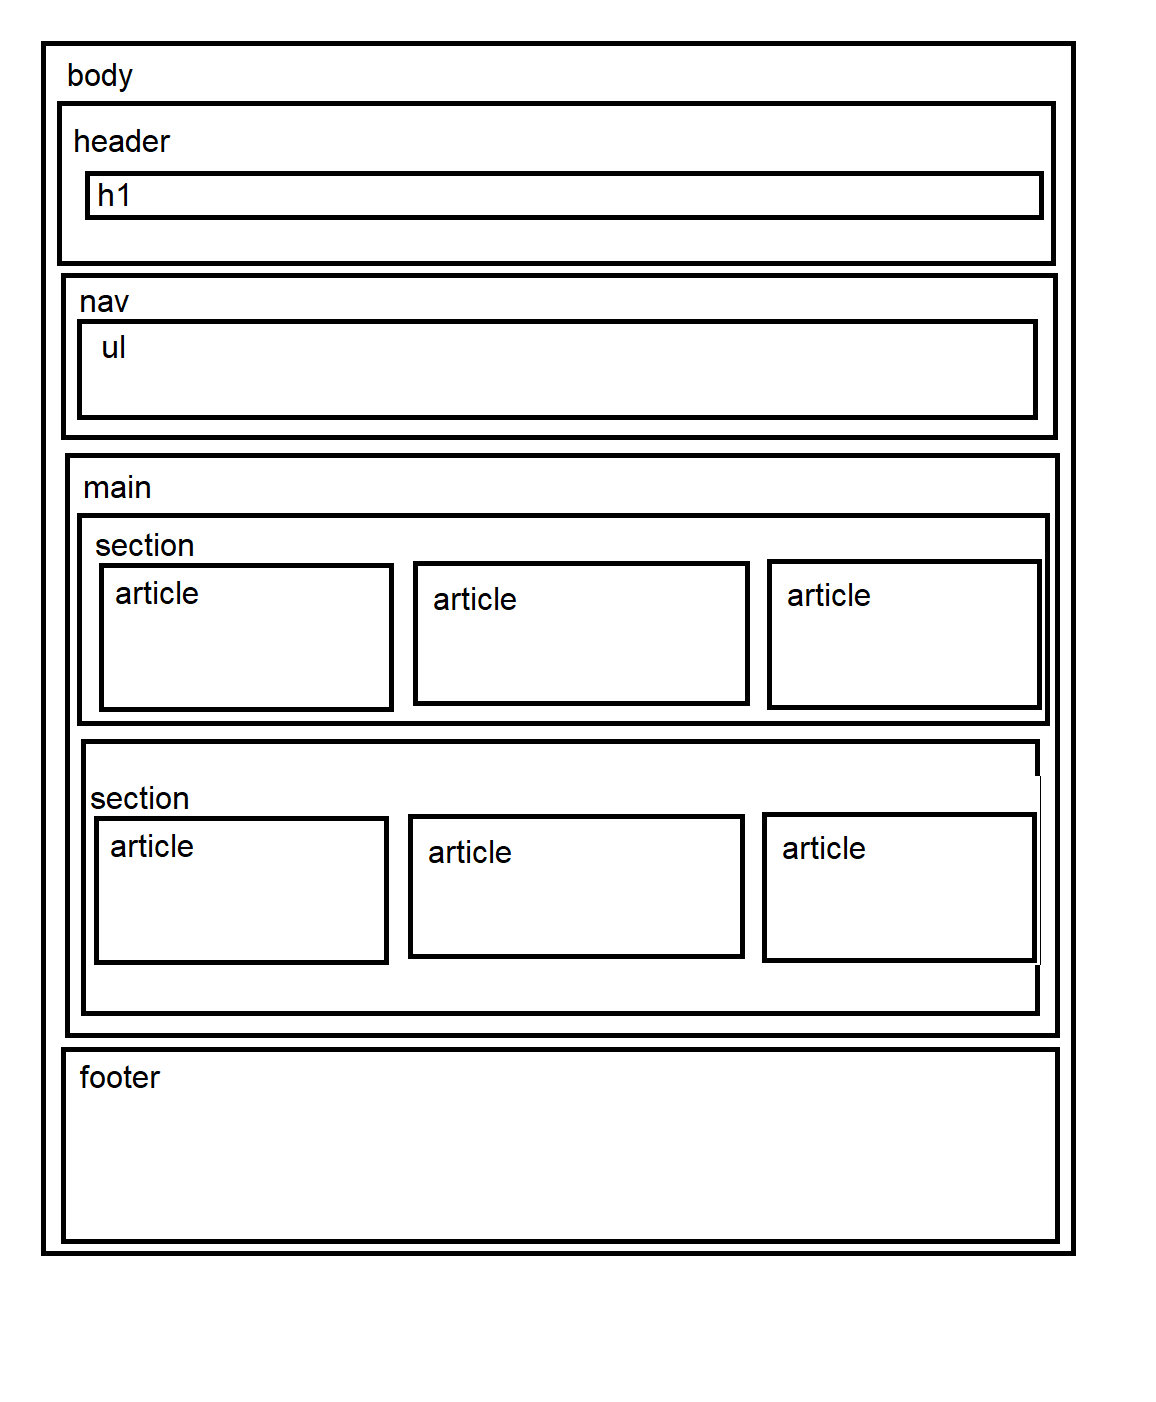 body
header
h1
nav
ul
main
section
article
article
article
section
article
article
article
footer